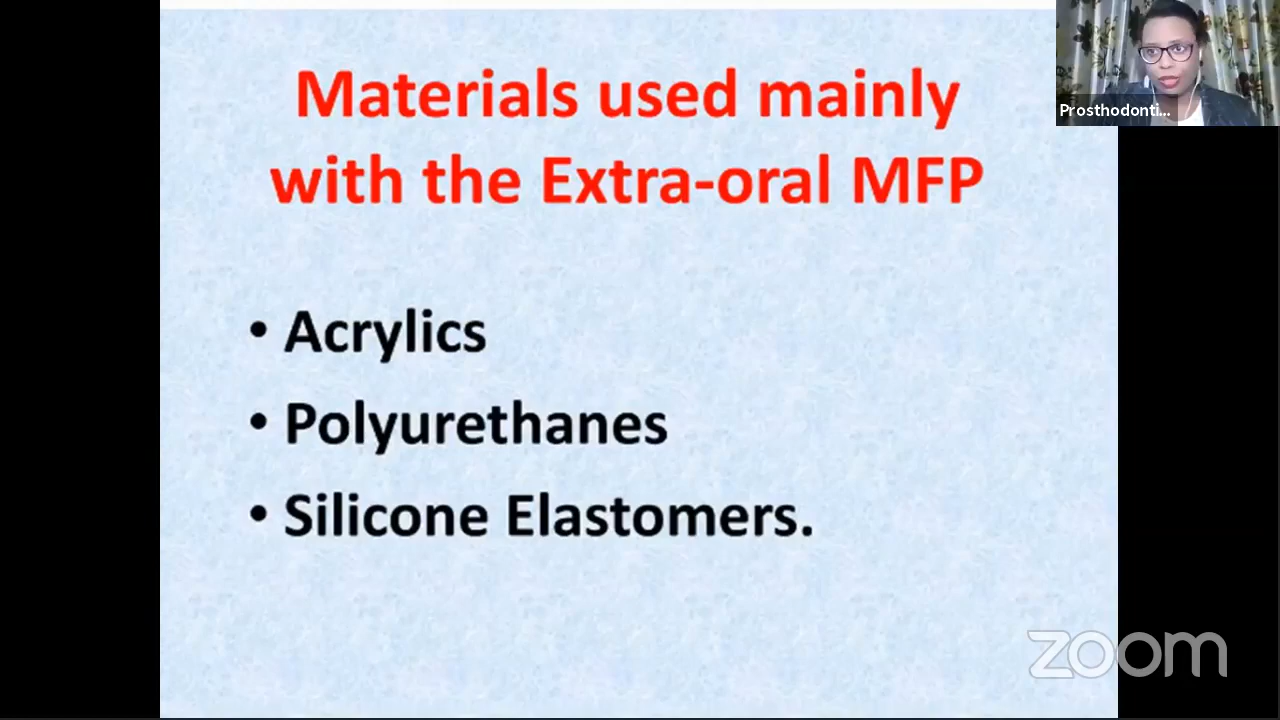 Materials used mainly
with the Extra-oral MFP
• Acrylics
• Polyurethanes
• Silicone Elastomers.
Prosthodonti...
zoom